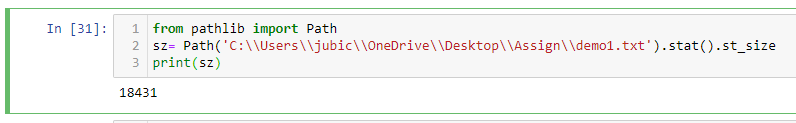 In [31]:
1 from pathlib import Path
2 sz= Path('C:\\Users\\jubic\\OneDrive\\Desktop\\Assign\\demo1.txt').stat().st_size
3 print(sz)
18431